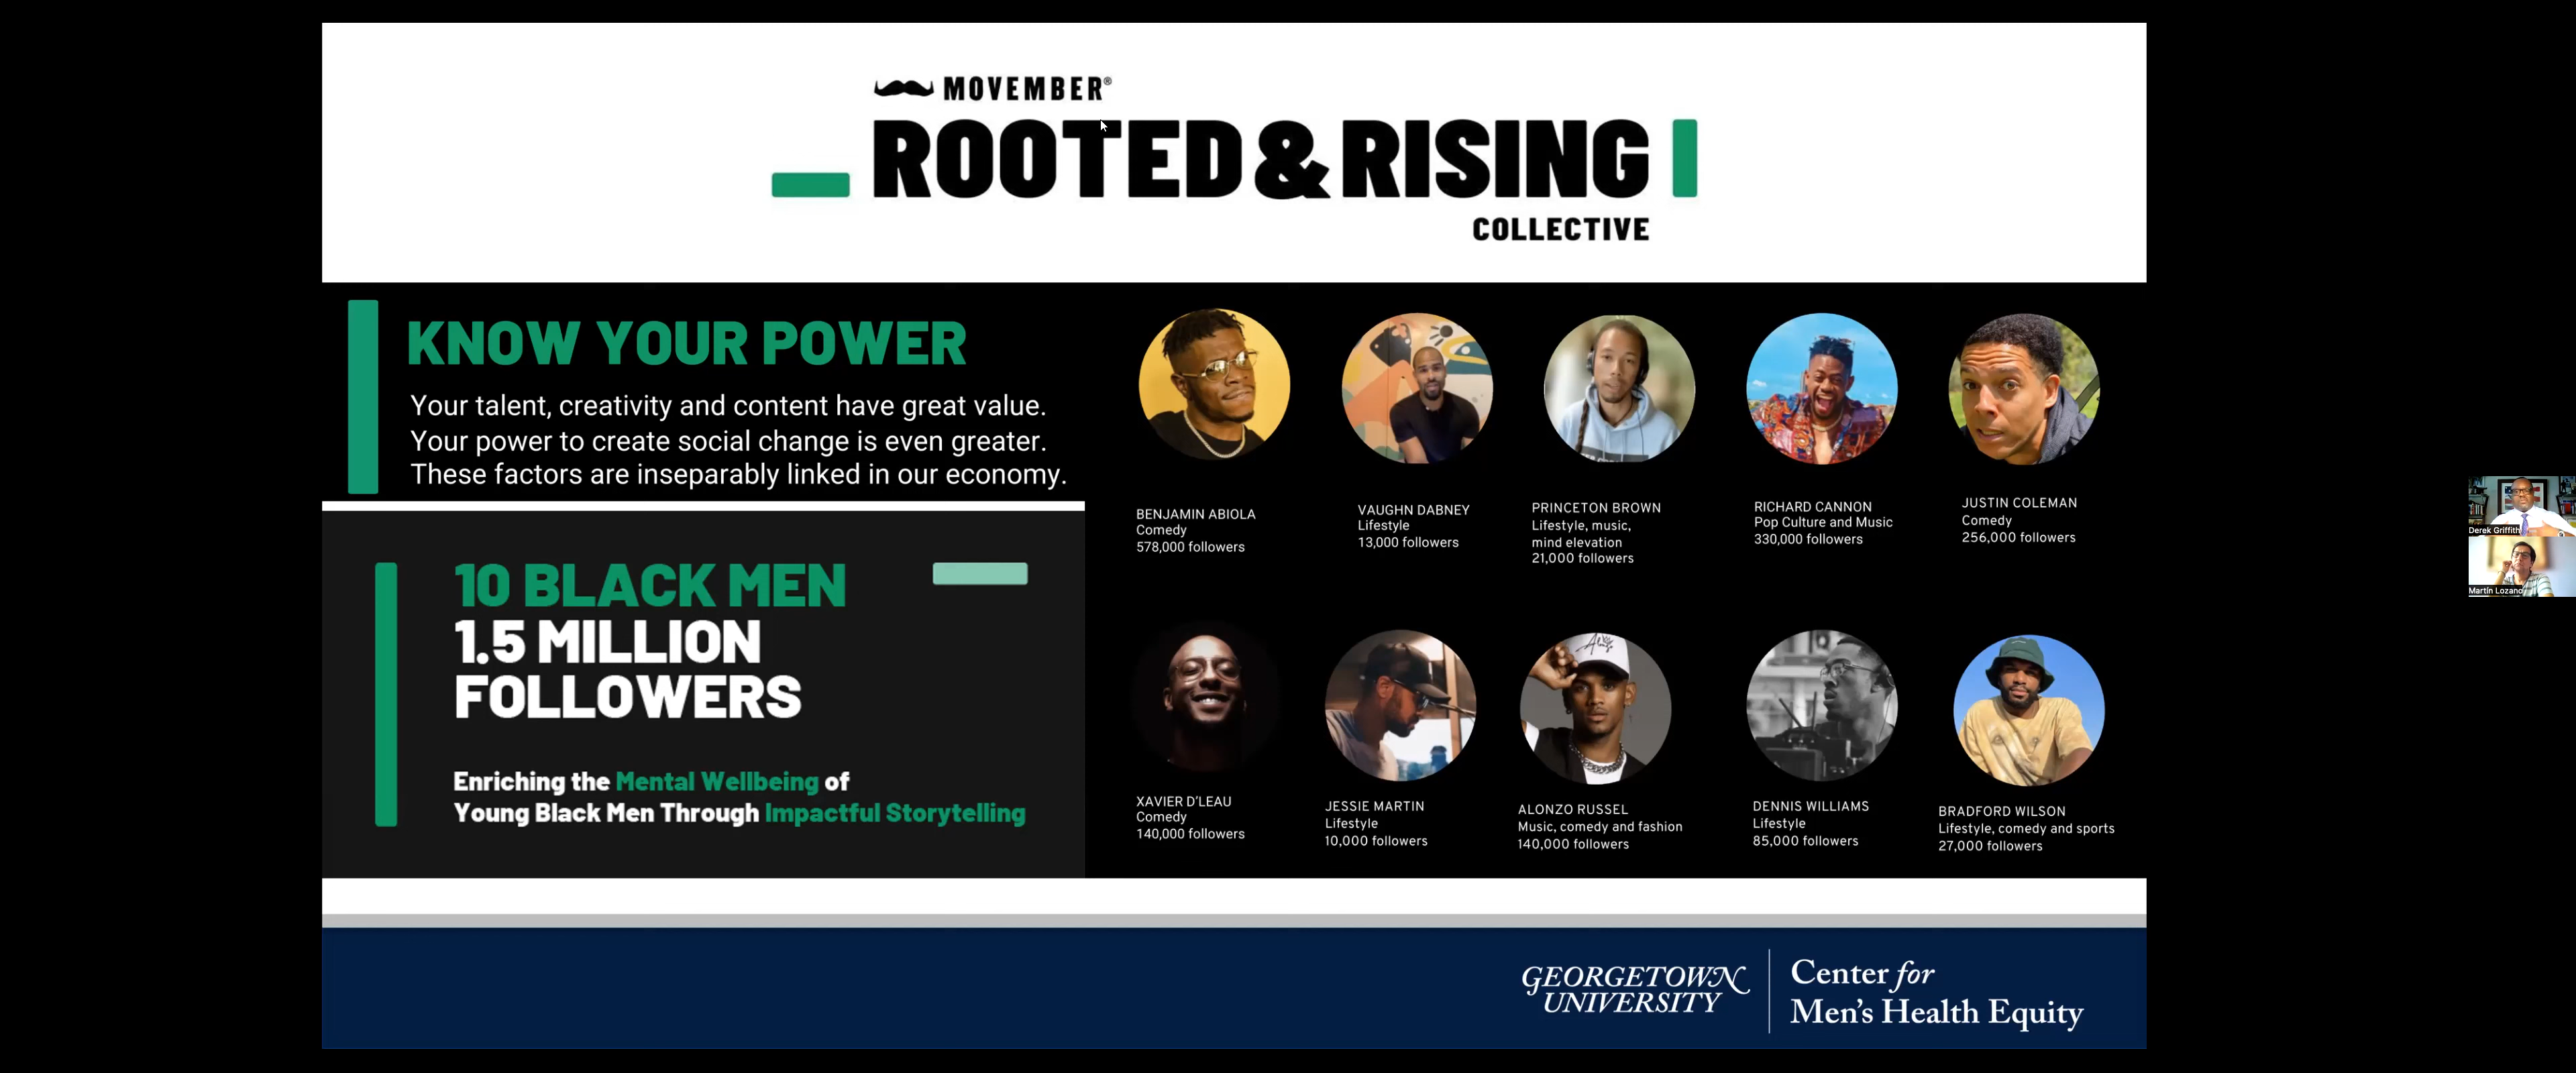 MOVEMBER®
ROOTED & RISING
COLLECTIVE
KNOW YOUR POWER
Your talent, creativity and content have great value.
Your power to create social change is even greater.
These factors are inseparably linked in our economy.
10 BLACK MEN
1.5 MILLION
FOLLOWERS
Enriching the Mental Wellbeing of
Young Black Men Through Impactful Storytelling
BENJAMIN ABIOLA
Comedy
578,000 followers
VAUGHN DABNEY
Lifestyle
13,000 followers
PRINCETON BROWN
Lifestyle, music,
mind elevation
21,000 followers
RICHARD CANNON
Pop Culture and Music
330,000 followers
JUSTIN COLEMAN
Comedy
256,000 followers
XAVIER D'LEAU
Comedy
140,000 followers
JESSIE MARTIN
Lifestyle
10,000 followers
ALONZO RUSSEL
Music, comedy and fashion
140,000 followers
DENNIS WILLIAMS
Lifestyle
85,000 followers
BRADFORD WILSON
Lifestyle, comedy and sports
27,000 followers
Derek Griffith
Martín Lozano
GEORGETOWN
UNIVERSITY
Center for
Men's Health Equity